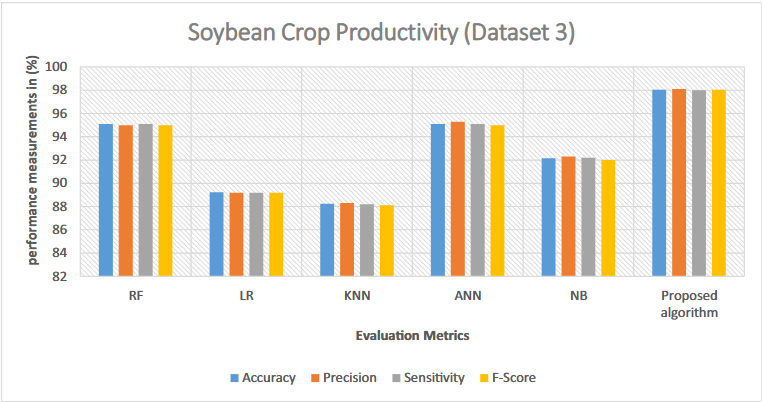 Soybean Crop Productivity (Dataset 3)
performance measurements in (%)
100
98
96
94
92
90
88
86
84
82
RF LR KNN ANN NB Proposed
algorithm
Evaluation Metrics
Accuracy Precision Sensitivity F-Score